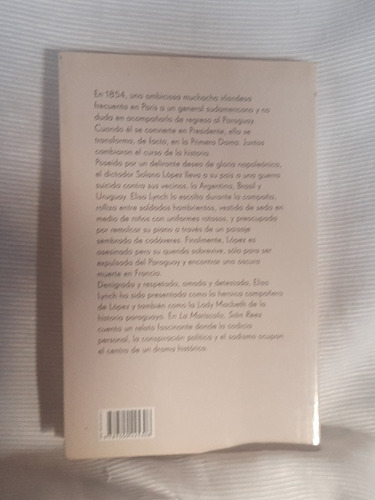 En 1854, una ambiciosa muchacha irlandesa
frecuenta en París a un general sudamericano y no
duda en acompañarlo de regreso al Paraguay.
Cuando él se convierte en Presidente, ella se
transforma, de facto, en la Primera Dama. Juntos
cambiaron el curso de la historia.
Poseído por un delirante deseo de gloria napoleónica,
el dictador Solano López lleva a su país a una guerra
suicida contra sus vecinos, la Argentina, Brasil y
Uruguay. Elisa Lynch lo escolta durante la campaña,
rolliza entre soldados hambrientos, vestida de seda en
medio de niños con uniformes rotosos, y preocupada
por remolcar su piano a través de un paisaje
sembrado de cadáveres. Finalmente, López es
asesinado pero su querida sobrevive, sólo para ser
expulsada del Paraguay y encontrar una oscura
muerte en Francia.
Denigrada y respetada, amada y detestada, Elisa
Lynch ha sido presentada como la heroica compañera
de López y también como la Lady Macbeth de la
historia paraguaya. En La Mariscala, Siân Rees
cuenta un relato fascinante donde la codicia
personal, la conspiración política y el sadismo ocupan
el centro de un drama histórico.